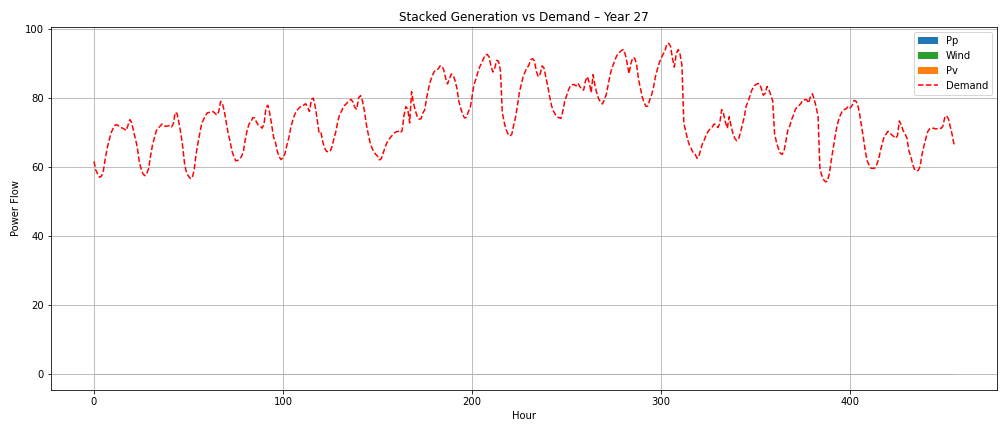 Stacked Generation vs Demand – Year 27
100
80
60
40
20
0
Power Flow
0
100
200
300
400
Hour
Pp
Wind
Pv
Demand